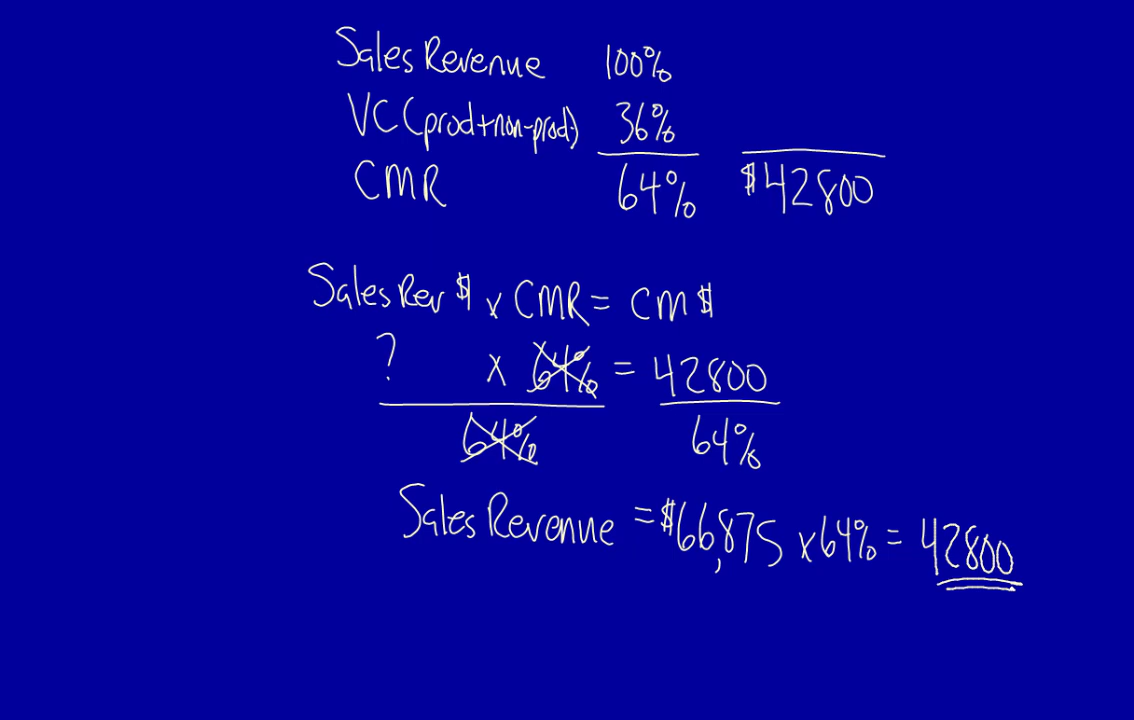 Sales Revenue 100%
VC (prod+non-prod.) 36%
CMR 64% $42800
Sales Rev $ x CMR = CM $
? x 64% = 42800
64% 64%
Sales Revenue = $66,875 x 64% = 42800